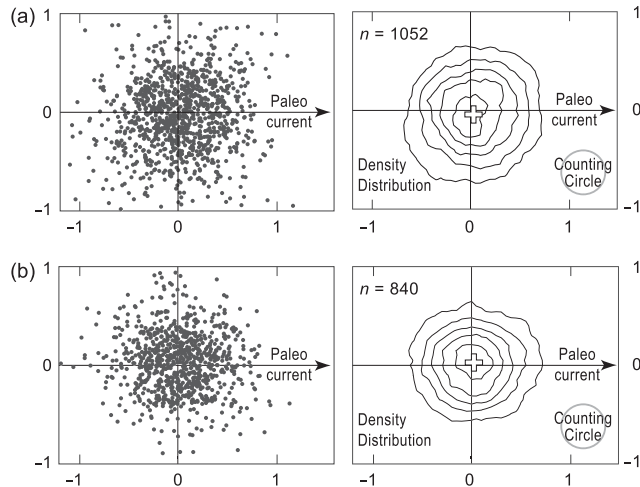 (a)
1
0
−1
−1
0
1
Paleo
current
n = 1052
Paleo
current
Density
Distribution
Counting
Circle
1
0
−1
−1
0
1
(b)
1
0
−1
−1
0
1
Paleo
current
n = 840
Paleo
current
Density
Distribution
Counting
Circle
1
0
−1
−1
0
1